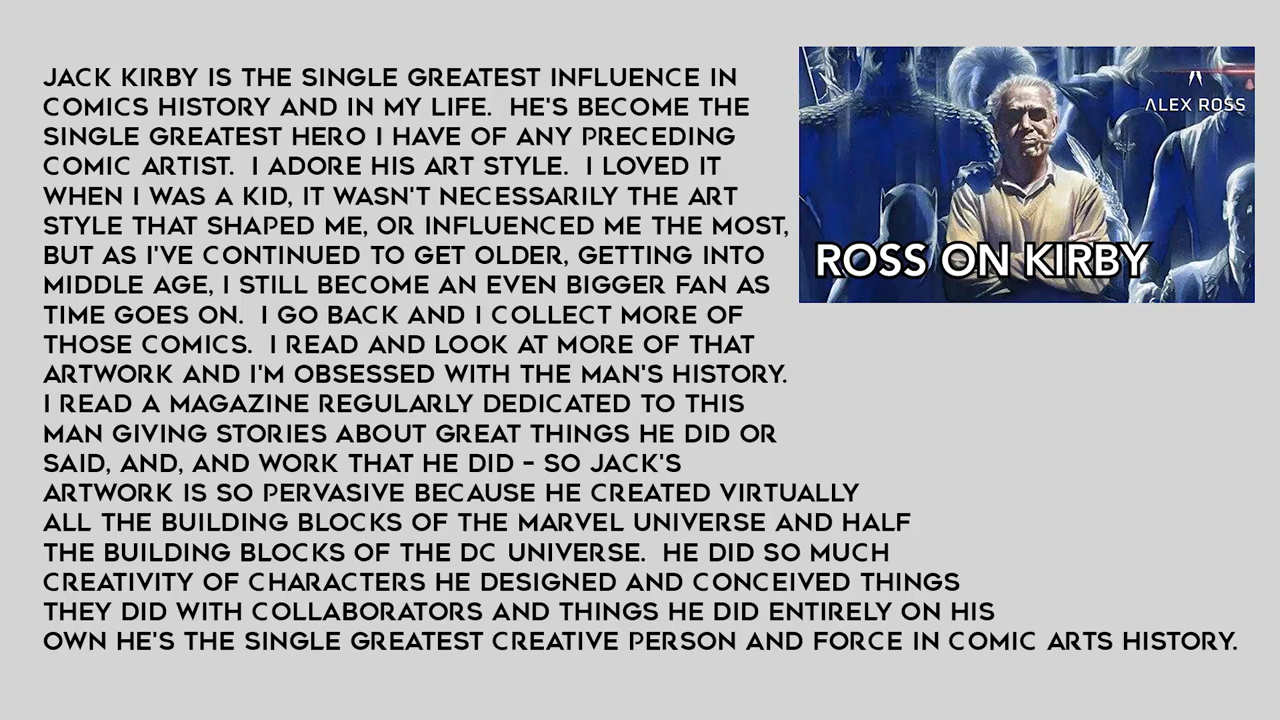 JACK KIRBY IS THE SINGLE GREATEST INFLUENCE IN
COMICS HISTORY AND IN MY LIFE.  HE'S BECOME THE
SINGLE GREATEST HERO I HAVE OF ANY PRECEDING
COMIC ARTIST.  I ADORE HIS ART STYLE.  I LOVED IT
WHEN I WAS A KID, IT WASN'T NECESSARILY THE ART
STYLE THAT SHAPED ME, OR INFLUENCED ME THE MOST,
BUT AS I'VE CONTINUED TO GET OLDER, GETTING INTO
MIDDLE AGE, I STILL BECOME AN EVEN BIGGER FAN AS
TIME GOES ON.  I GO BACK AND I COLLECT MORE OF
THOSE COMICS.  I READ AND LOOK AT MORE OF THAT
ARTWORK AND I'M OBSESSED WITH THE MAN'S HISTORY.
I READ A MAGAZINE REGULARLY DEDICATED TO THIS
MAN GIVING STORIES ABOUT GREAT THINGS HE DID OR
SAID, AND, AND WORK THAT HE DID - SO JACK'S
ARTWORK IS SO PERVASIVE BECAUSE HE CREATED VIRTUALLY
ALL THE BUILDING BLOCKS OF THE MARVEL UNIVERSE AND HALF
THE BUILDING BLOCKS OF THE DC UNIVERSE.  HE DID SO MUCH
CREATIVITY OF CHARACTERS HE DESIGNED AND CONCEIVED THINGS
THEY DID WITH COLLABORATORS AND THINGS HE DID ENTIRELY ON HIS
OWN HE'S THE SINGLE GREATEST CREATIVE PERSON AND FORCE IN COMIC ARTS HISTORY.
ALEX ROSS
ROSS ON KIRBY